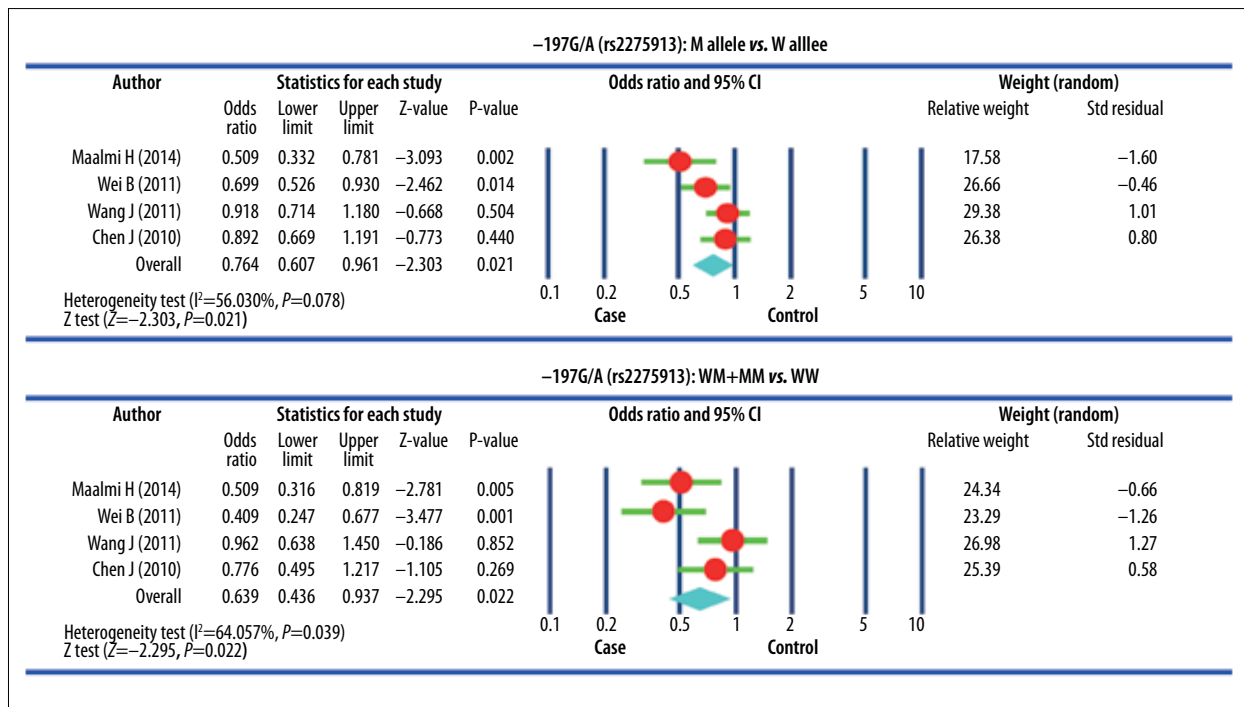 –197G/A (rs2275913): M allele vs. W alllee
Author Statistics for each study Odds ratio and 95% CI Weight (random)
Odds ratio Lower limit Upper limit Z-value P-value Relative weight Std residual
Maalmi H (2014) 0.509 0.332 0.781 –3.093 0.002 17.58 –1.60
Wei B (2011) 0.699 0.526 0.930 –2.462 0.014 26.66 –0.46
Wang J (2011) 0.918 0.714 1.180 –0.668 0.504 29.38 1.01
Chen J (2010) 0.892 0.669 1.191 –0.773 0.440 26.38 0.80
Overall 0.764 0.607 0.961 –2.303 0.021
0.1 0.2 0.5 1 2 5 10
Heterogeneity test (I²=56.030%, P=0.078)
Z test (Z=–2.303, P=0.021)
Case Control
–197G/A (rs2275913): WM+MM vs. WW
Author Statistics for each study Odds ratio and 95% CI Weight (random)
Odds ratio Lower limit Upper limit Z-value P-value Relative weight Std residual
Maalmi H (2014) 0.509 0.316 0.819 –2.781 0.005 24.34 –0.66
Wei B (2011) 0.409 0.247 0.677 –3.477 0.001 23.29 –1.26
Wang J (2011) 0.962 0.638 1.450 –0.186 0.852 26.98 1.27
Chen J (2010) 0.776 0.495 1.217 –1.105 0.269 25.39 0.58
Overall 0.639 0.436 0.937 –2.295 0.022
0.1 0.2 0.5 1 2 5 10
Heterogeneity test (I²=64.057%, P=0.039)
Z test (Z=–2.295, P=0.022)
Case Control